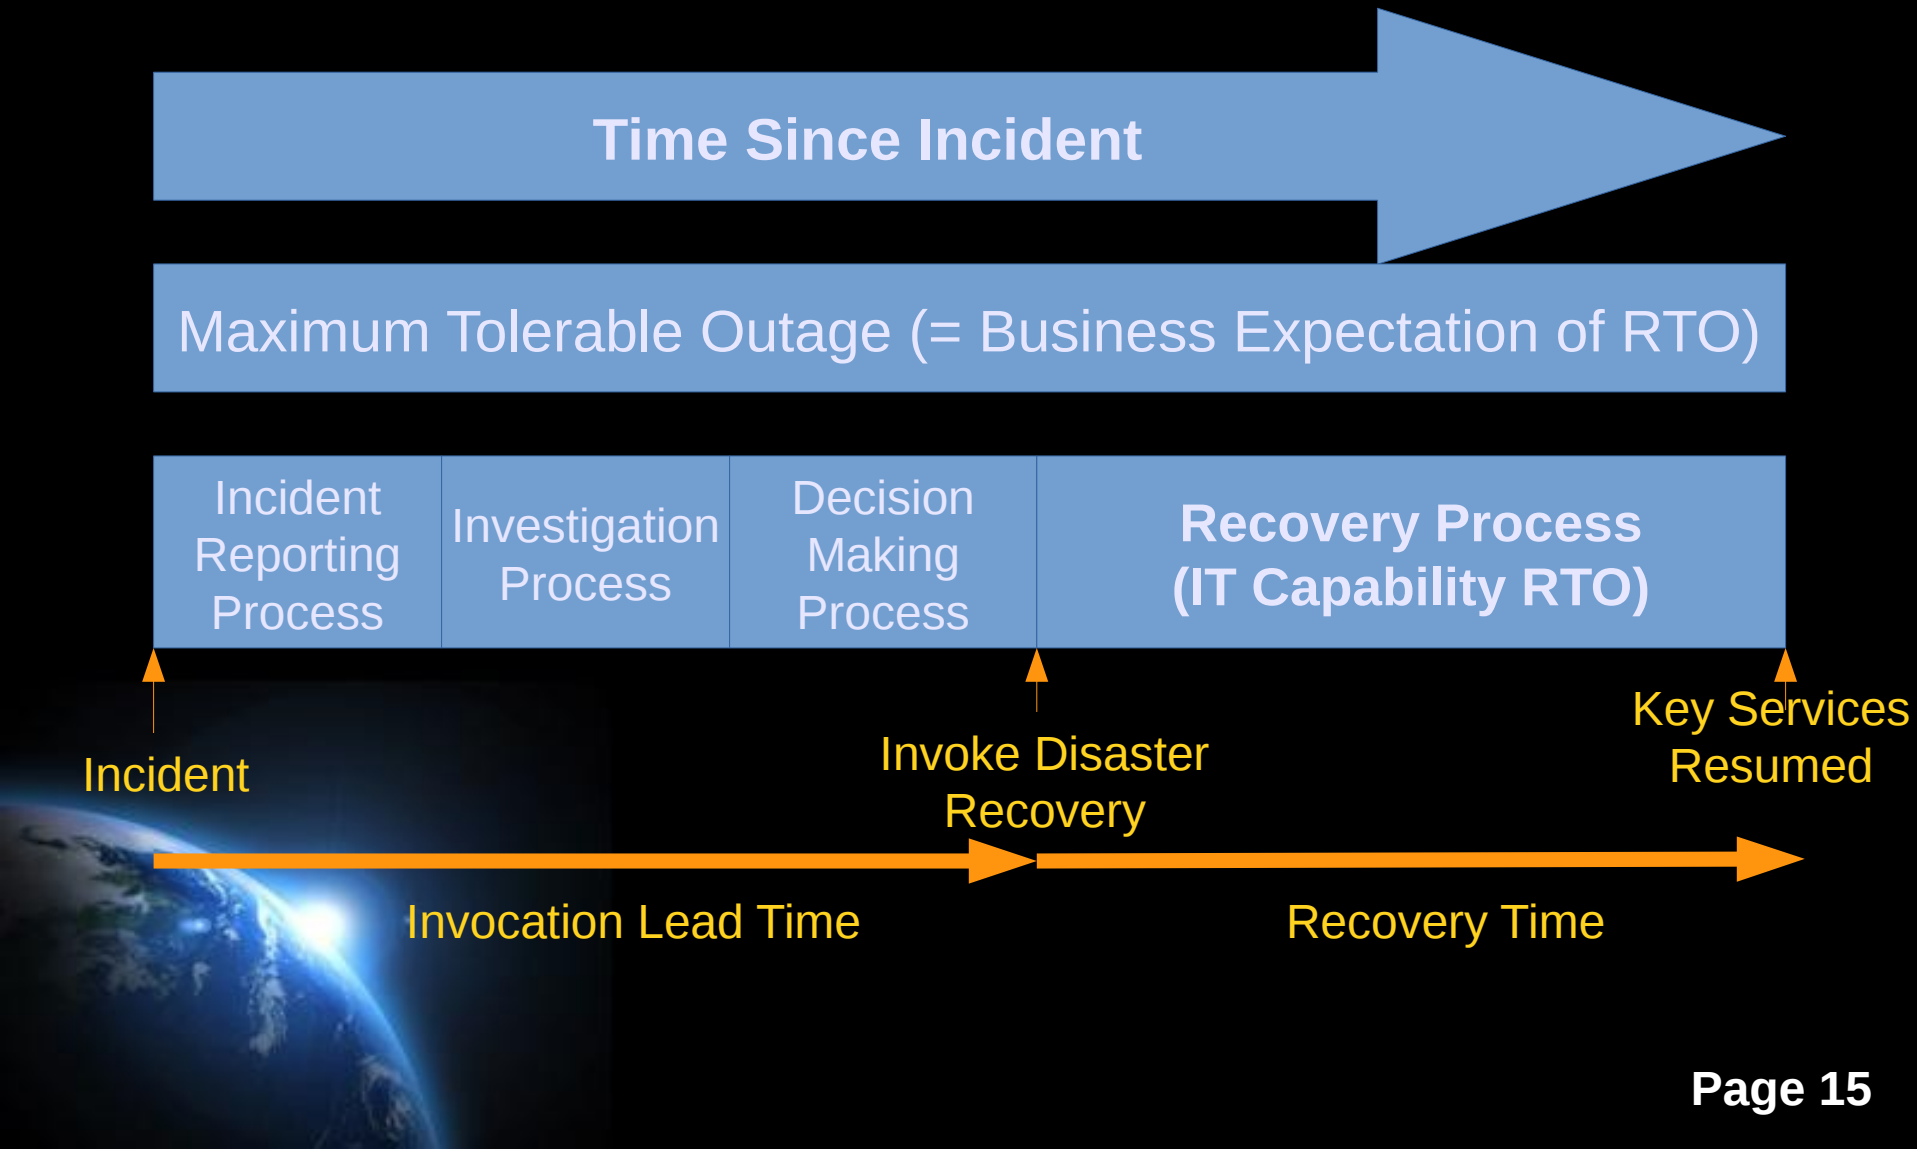 Time Since Incident
Maximum Tolerable Outage (= Business Expectation of RTO)
Incident
Reporting
Process
Investigation
Process
Decision
Making
Process
Recovery Process
(IT Capability RTO)
Incident
Invoke Disaster
Recovery
Key Services
Resumed
Invocation Lead Time
Recovery Time
Page 15